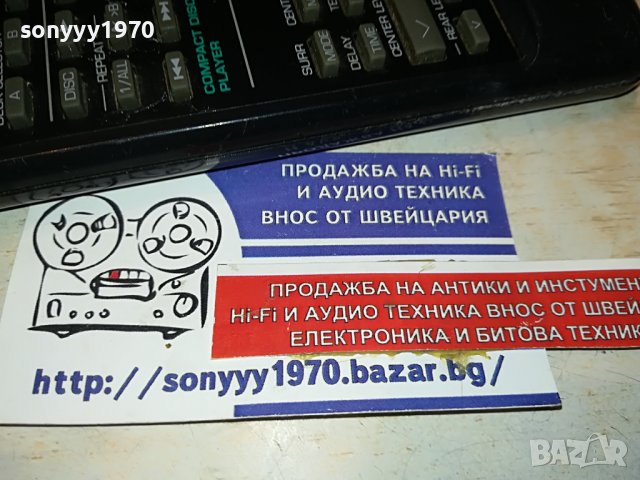 sonyyy1970
sonyyy1970
A
B
DISC
REPEAT
1/ALL
COMPACT DISC
PLAYER
SURR
MODE
DELAY
TIME
CENTER LEVEL
REAR LEVEL
ПРОДАЖБА НА Hi-Fi
И АУДИО ТЕХНИКА
ВНОС ОТ ШВЕЙЦАРИЯ
ПРОДАЖБА НА АНТИКИ И ИНСТУМЕН
Hi-Fi И АУДИО ТЕХНИКА ВНОС ОТ ШВЕЙ
ЕЛЕКТРОНИКА И БИТОВА ТЕХНИК
http://sonyyy1970.bazar.bg/
BAZAR